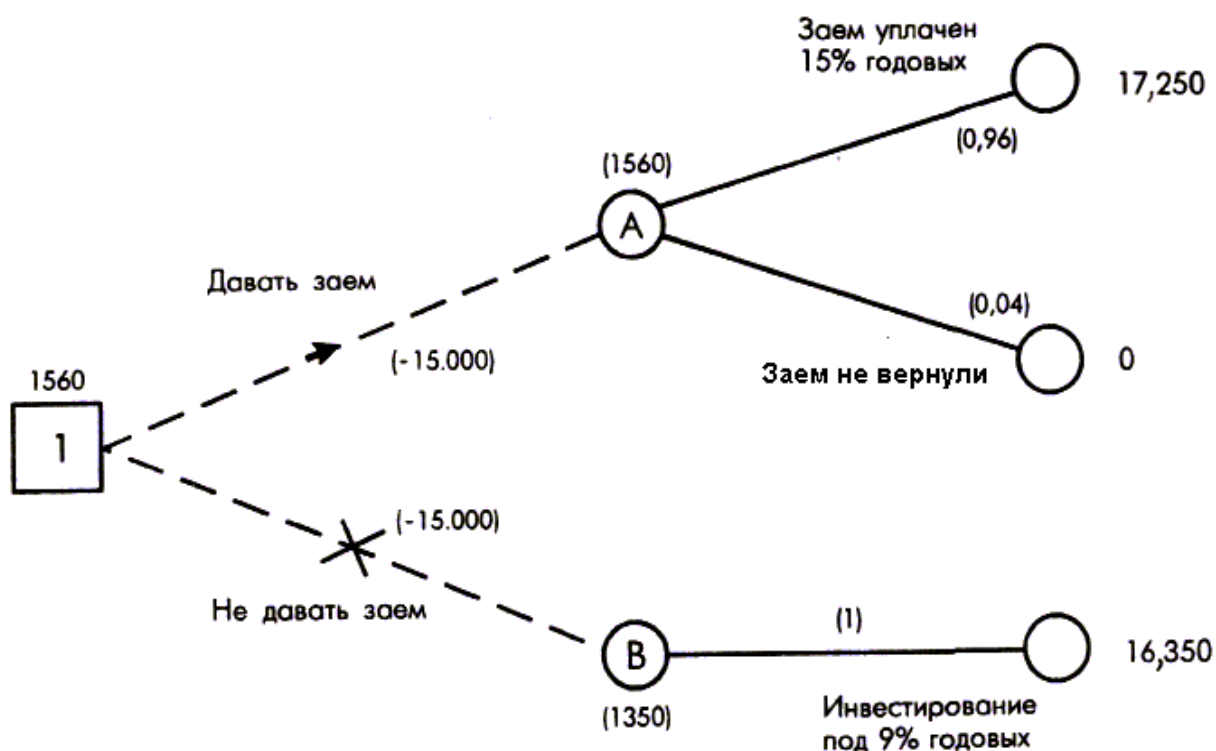 Заем уплачен
15% годовых
17,250
(0,96)
(1560)
А
Давать заем
(0,04)
(-15.000)
Заем не вернули
0
1560
1
(-15.000)
Не давать заем
(1)
В
16,350
(1350)
Инвестирование
под 9% годовых